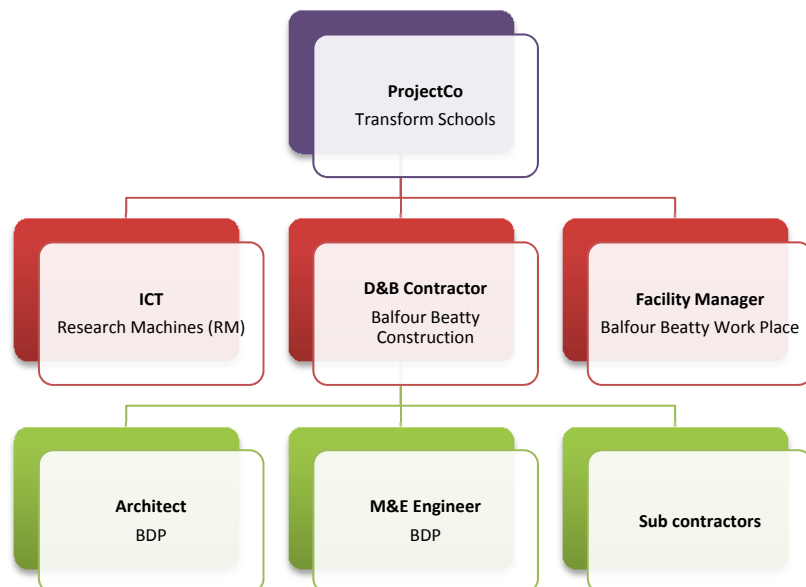 ProjectCo
Transform Schools
ICT
Research Machines (RM)
D&B Contractor
Balfour Beatty
Construction
Facility Manager
Balfour Beatty Work Place
Architect
BDP
M&E Engineer
BDP
Sub contractors